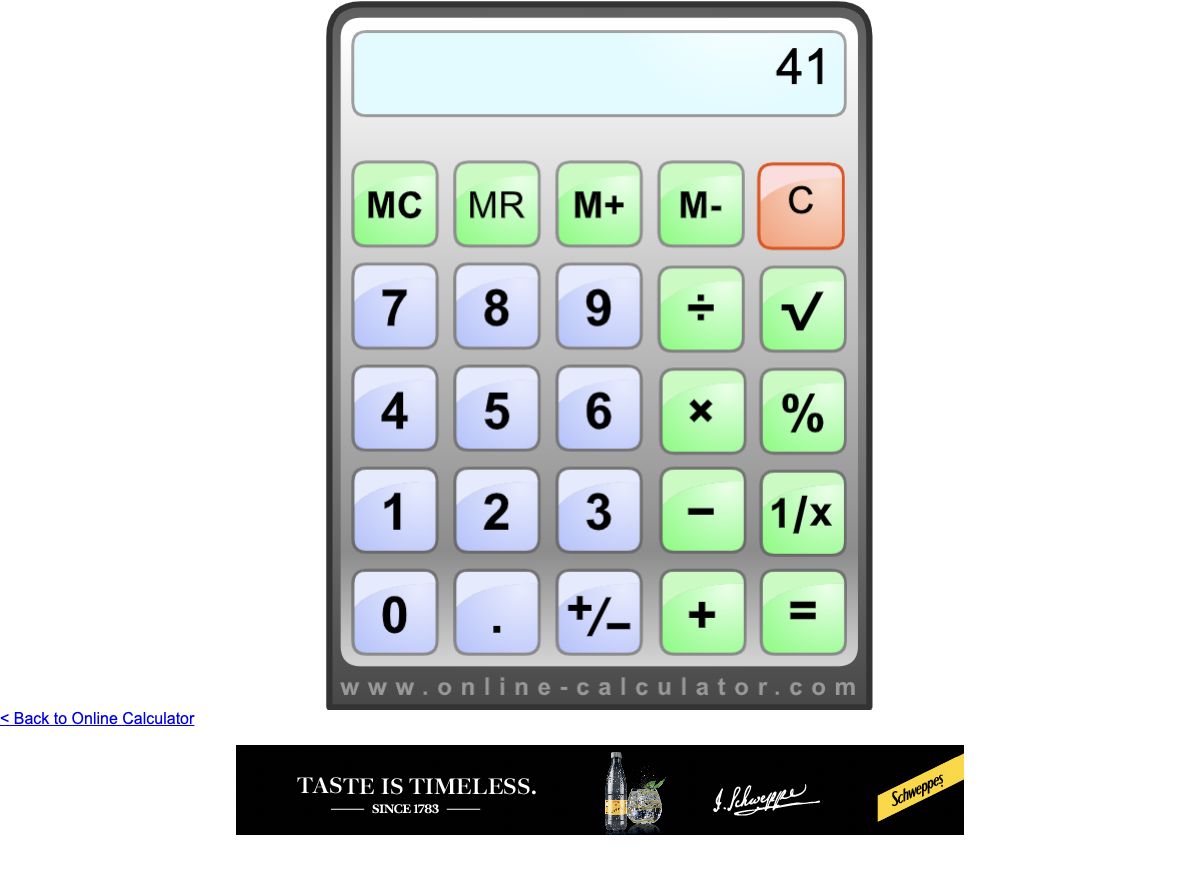 41
MC MR M+ M- C
7 8 9 ÷ √
4 5 6 × %
1 2 3 − 1/x
0 . +/− + =
www.online-calculator.com
< Back to Online Calculator
TASTE IS TIMELESS.
SINCE 1783
J. Schweppe
Schweppes